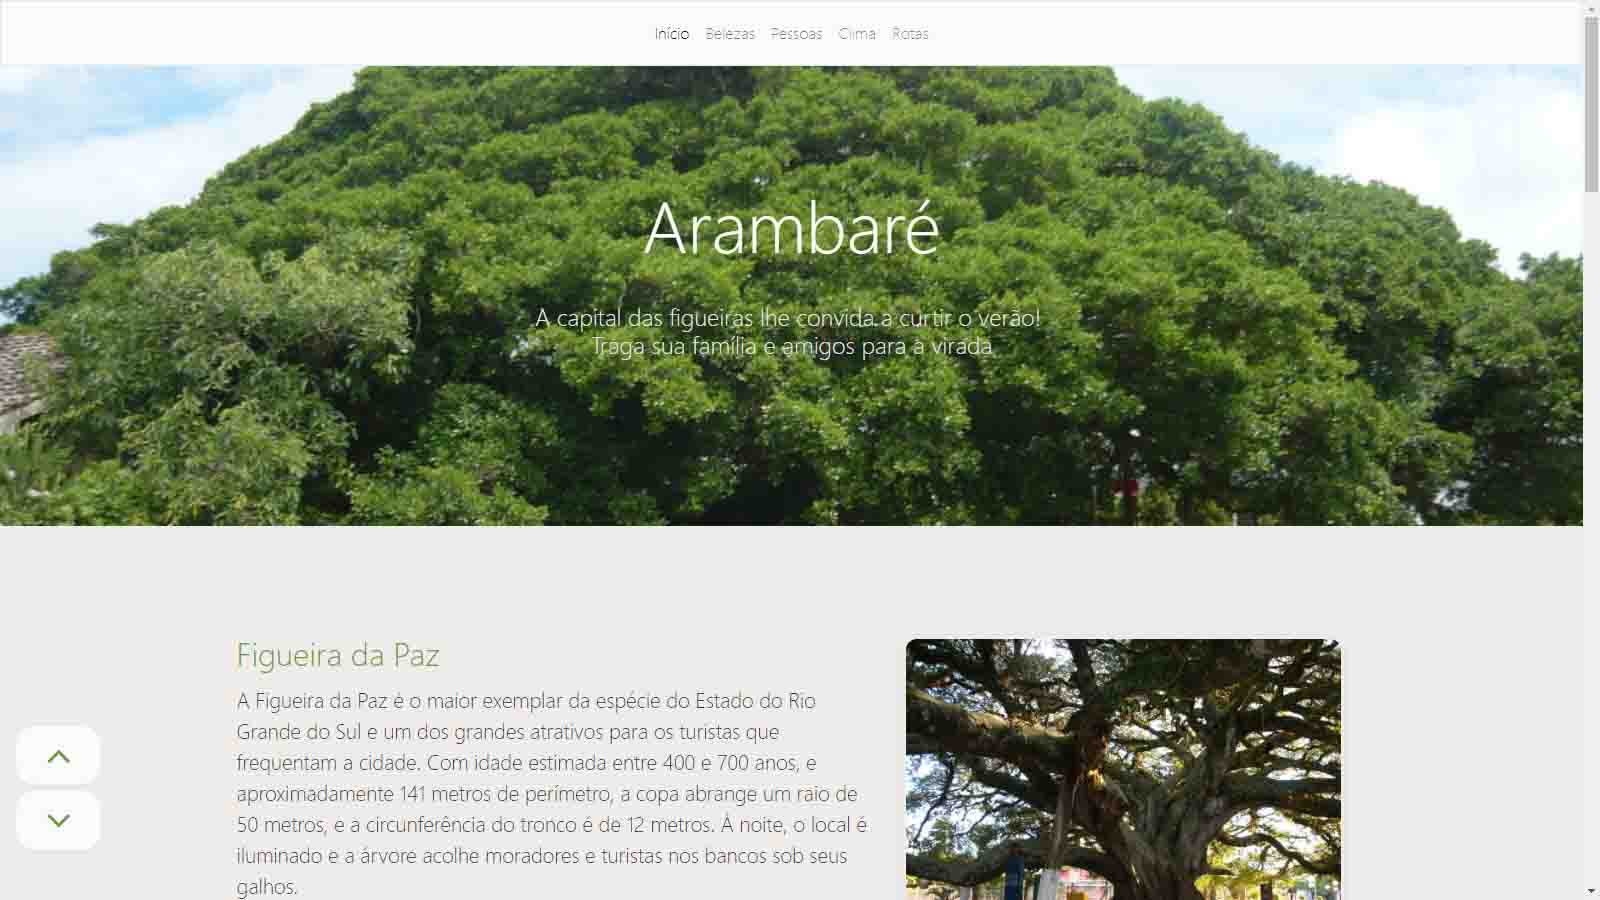 Início Belezas Pessoas Clima Rotas
Arambaré
A capital das figueiras lhe convida a curtir o verão!
Traga sua família e amigos para a virada
Figueira da Paz
A Figueira da Paz é o maior exemplar da espécie do Estado do Rio
Grande do Sul e um dos grandes atrativos para os turistas que
frequentam a cidade. Com idade estimada entre 400 e 700 anos, e
aproximadamente 141 metros de perímetro, a copa abrange um raio de
50 metros, e a circunferência do tronco é de 12 metros. À noite, o local é
iluminado e a árvore acolhe moradores e turistas nos bancos sob seus
galhos.